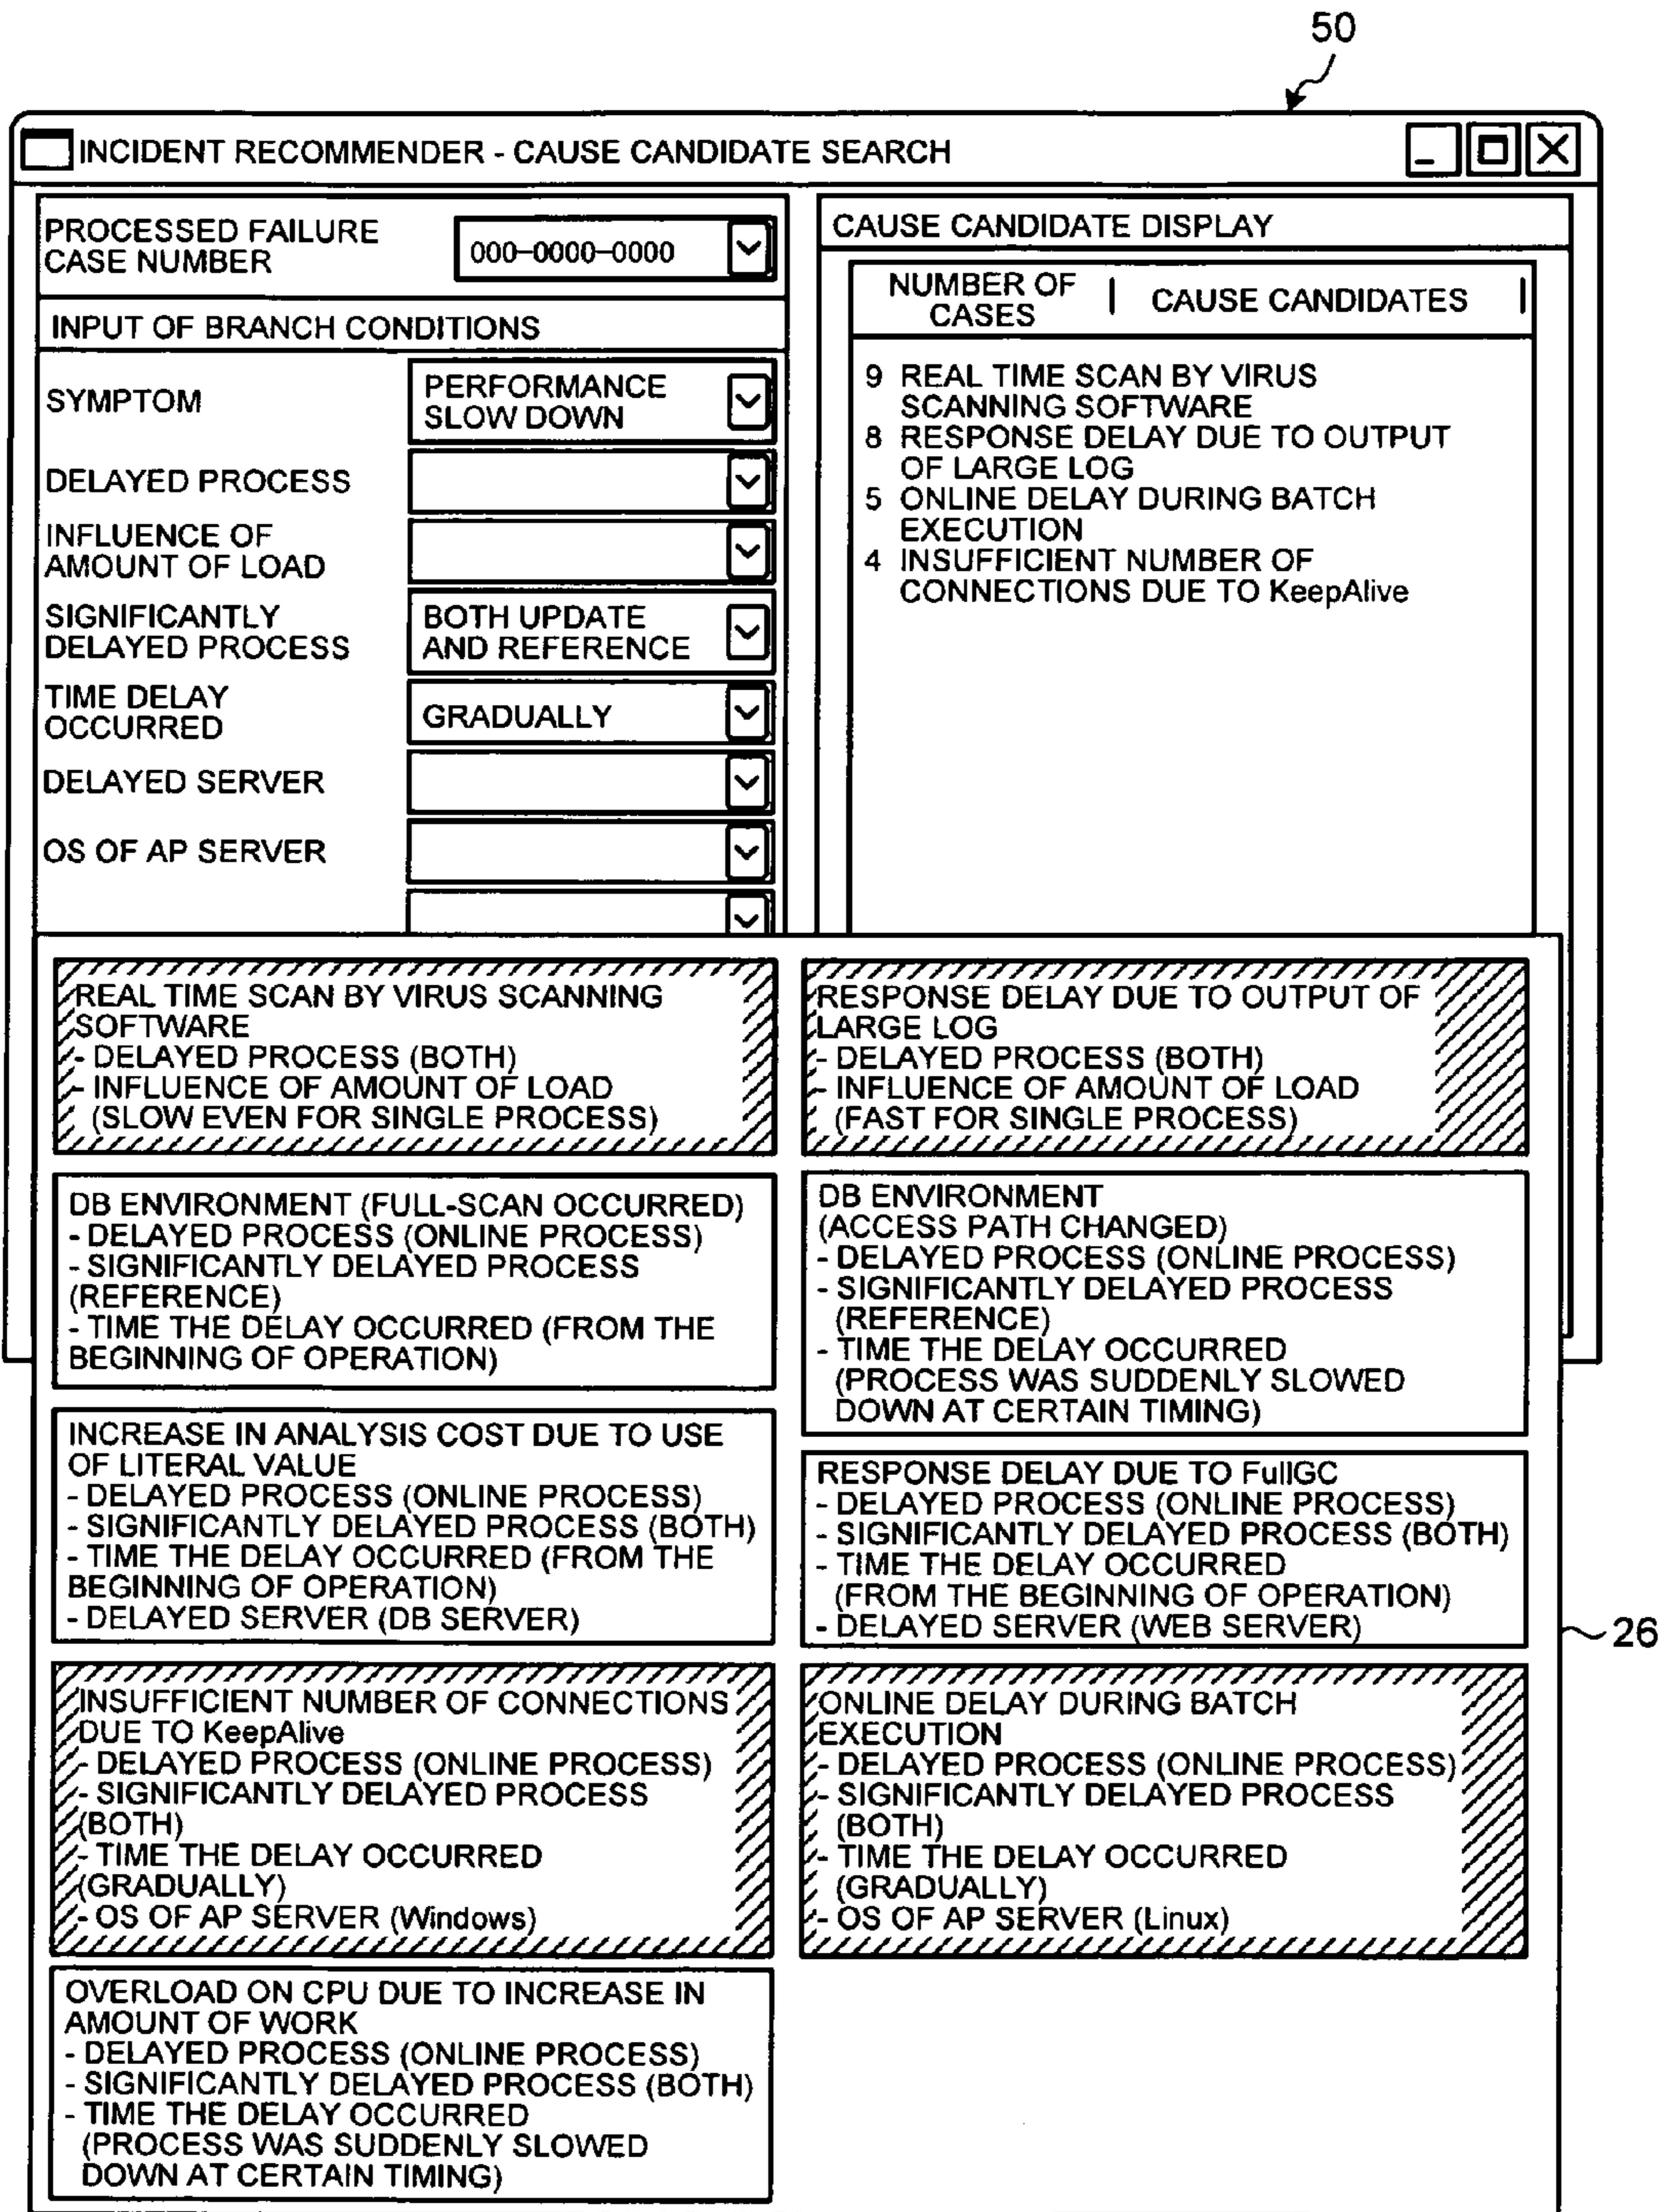 50
INCIDENT RECOMMENDER - CAUSE CANDIDATE SEARCH
PROCESSED FAILURE
CASE NUMBER
000-0000-0000
INPUT OF BRANCH CONDITIONS
SYMPTOM
PERFORMANCE
SLOW DOWN
DELAYED PROCESS
INFLUENCE OF
AMOUNT OF LOAD
SIGNIFICANTLY
DELAYED PROCESS
BOTH UPDATE
AND REFERENCE
TIME DELAY
OCCURRED
GRADUALLY
DELAYED SERVER
OS OF AP SERVER
CAUSE CANDIDATE DISPLAY
NUMBER OF
CASES
CAUSE CANDIDATES
9 REAL TIME SCAN BY VIRUS
SCANNING SOFTWARE
8 RESPONSE DELAY DUE TO OUTPUT
OF LARGE LOG
5 ONLINE DELAY DURING BATCH
EXECUTION
4 INSUFFICIENT NUMBER OF
CONNECTIONS DUE TO KeepAlive
REAL TIME SCAN BY VIRUS SCANNING
SOFTWARE
- DELAYED PROCESS (BOTH)
- INFLUENCE OF AMOUNT OF LOAD
(SLOW EVEN FOR SINGLE PROCESS)
RESPONSE DELAY DUE TO OUTPUT OF
LARGE LOG
- DELAYED PROCESS (BOTH)
- INFLUENCE OF AMOUNT OF LOAD
(FAST FOR SINGLE PROCESS)
DB ENVIRONMENT (FULL-SCAN OCCURRED)
- DELAYED PROCESS (ONLINE PROCESS)
- SIGNIFICANTLY DELAYED PROCESS
(REFERENCE)
- TIME THE DELAY OCCURRED (FROM THE
BEGINNING OF OPERATION)
DB ENVIRONMENT
(ACCESS PATH CHANGED)
- DELAYED PROCESS (ONLINE PROCESS)
- SIGNIFICANTLY DELAYED PROCESS
(REFERENCE)
- TIME THE DELAY OCCURRED
(PROCESS WAS SUDDENLY SLOWED
DOWN AT CERTAIN TIMING)
INCREASE IN ANALYSIS COST DUE TO USE
OF LITERAL VALUE
- DELAYED PROCESS (ONLINE PROCESS)
- SIGNIFICANTLY DELAYED PROCESS (BOTH)
- TIME THE DELAY OCCURRED (FROM THE
BEGINNING OF OPERATION)
- DELAYED SERVER (DB SERVER)
RESPONSE DELAY DUE TO FullGC
- DELAYED PROCESS (ONLINE PROCESS)
- SIGNIFICANTLY DELAYED PROCESS (BOTH)
- TIME THE DELAY OCCURRED
(FROM THE BEGINNING OF OPERATION)
- DELAYED SERVER (WEB SERVER)
26
INSUFFICIENT NUMBER OF CONNECTIONS
DUE TO KeepAlive
- DELAYED PROCESS (ONLINE PROCESS)
- SIGNIFICANTLY DELAYED PROCESS
(BOTH)
- TIME THE DELAY OCCURRED
(GRADUALLY)
- OS OF AP SERVER (Windows)
ONLINE DELAY DURING BATCH
EXECUTION
- DELAYED PROCESS (ONLINE PROCESS)
- SIGNIFICANTLY DELAYED PROCESS
(BOTH)
- TIME THE DELAY OCCURRED
(GRADUALLY)
- OS OF AP SERVER (Linux)
OVERLOAD ON CPU DUE TO INCREASE IN
AMOUNT OF WORK
- DELAYED PROCESS (ONLINE PROCESS)
- SIGNIFICANTLY DELAYED PROCESS (BOTH)
- TIME THE DELAY OCCURRED
(PROCESS WAS SUDDENLY SLOWED
DOWN AT CERTAIN TIMING)